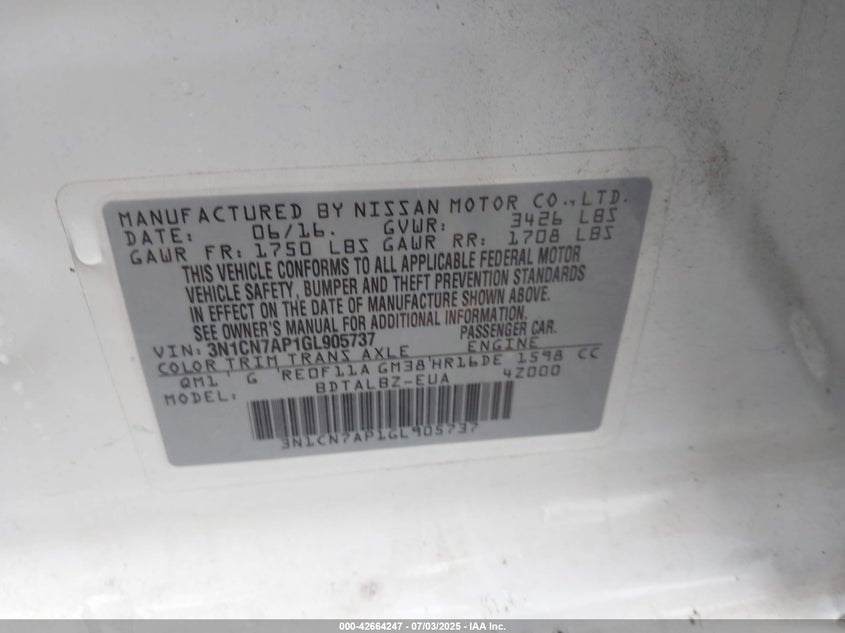 MANUFACTURED BY NISSAN MOTOR CO., LTD.
DATE: 06/16. GVWR: 3426 LBS
GAWR FR: 1750 LBS GAWR RR: 1708 LBS
THIS VEHICLE CONFORMS TO ALL APPLICABLE FEDERAL MOTOR
VEHICLE SAFETY, BUMPER AND THEFT PREVENTION STANDARDS
IN EFFECT ON THE DATE OF MANUFACTURE SHOWN ABOVE.
SEE OWNER'S MANUAL FOR ADDITIONAL INFORMATION.
VIN: 3N1CN7AP1GL905737 PASSENGER CAR.
COLOR TRIM TRANS AXLE ENGINE
QM1 ' G 'RE0F11A GM38'HR16DE 1598 CC
MODEL: BDTALBZ-EUA 4Z000
3N1CN7AP1GL905737
000-42664247 - 07/03/2025 - IAA Inc.